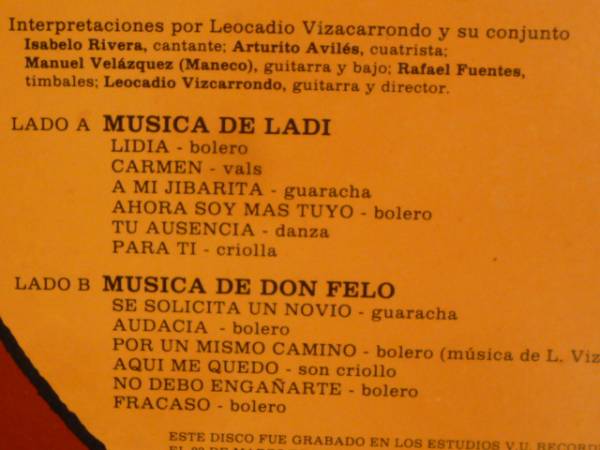 Interpretaciones por Leocadio Vizacarrondo y su conjunto
Isabelo Rivera, cantante; Arturito Avilés, cuatrista;
Manuel Velázquez (Maneco), guitarra y bajo; Rafael Fuentes,
timbales; Leocadio Vizcarrondo, guitarra y director.
LADO A MUSICA DE LADI
LIDIA - bolero
CARMEN - vals
A MI JIBARITA - guaracha
AHORA SOY MAS TUYO - bolero
TU AUSENCIA - danza
PARA TI - criolla
LADO B MUSICA DE DON FELO
SE SOLICITA UN NOVIO - guaracha
AUDACIA - bolero
POR UN MISMO CAMINO - bolero (música de L. Viz
AQUI ME QUEDO - son criollo
NO DEBO ENGAÑARTE - bolero
FRACASO - bolero
ESTE DISCO FUE GRABADO EN LOS ESTUDIOS V.U. RECORD
EL